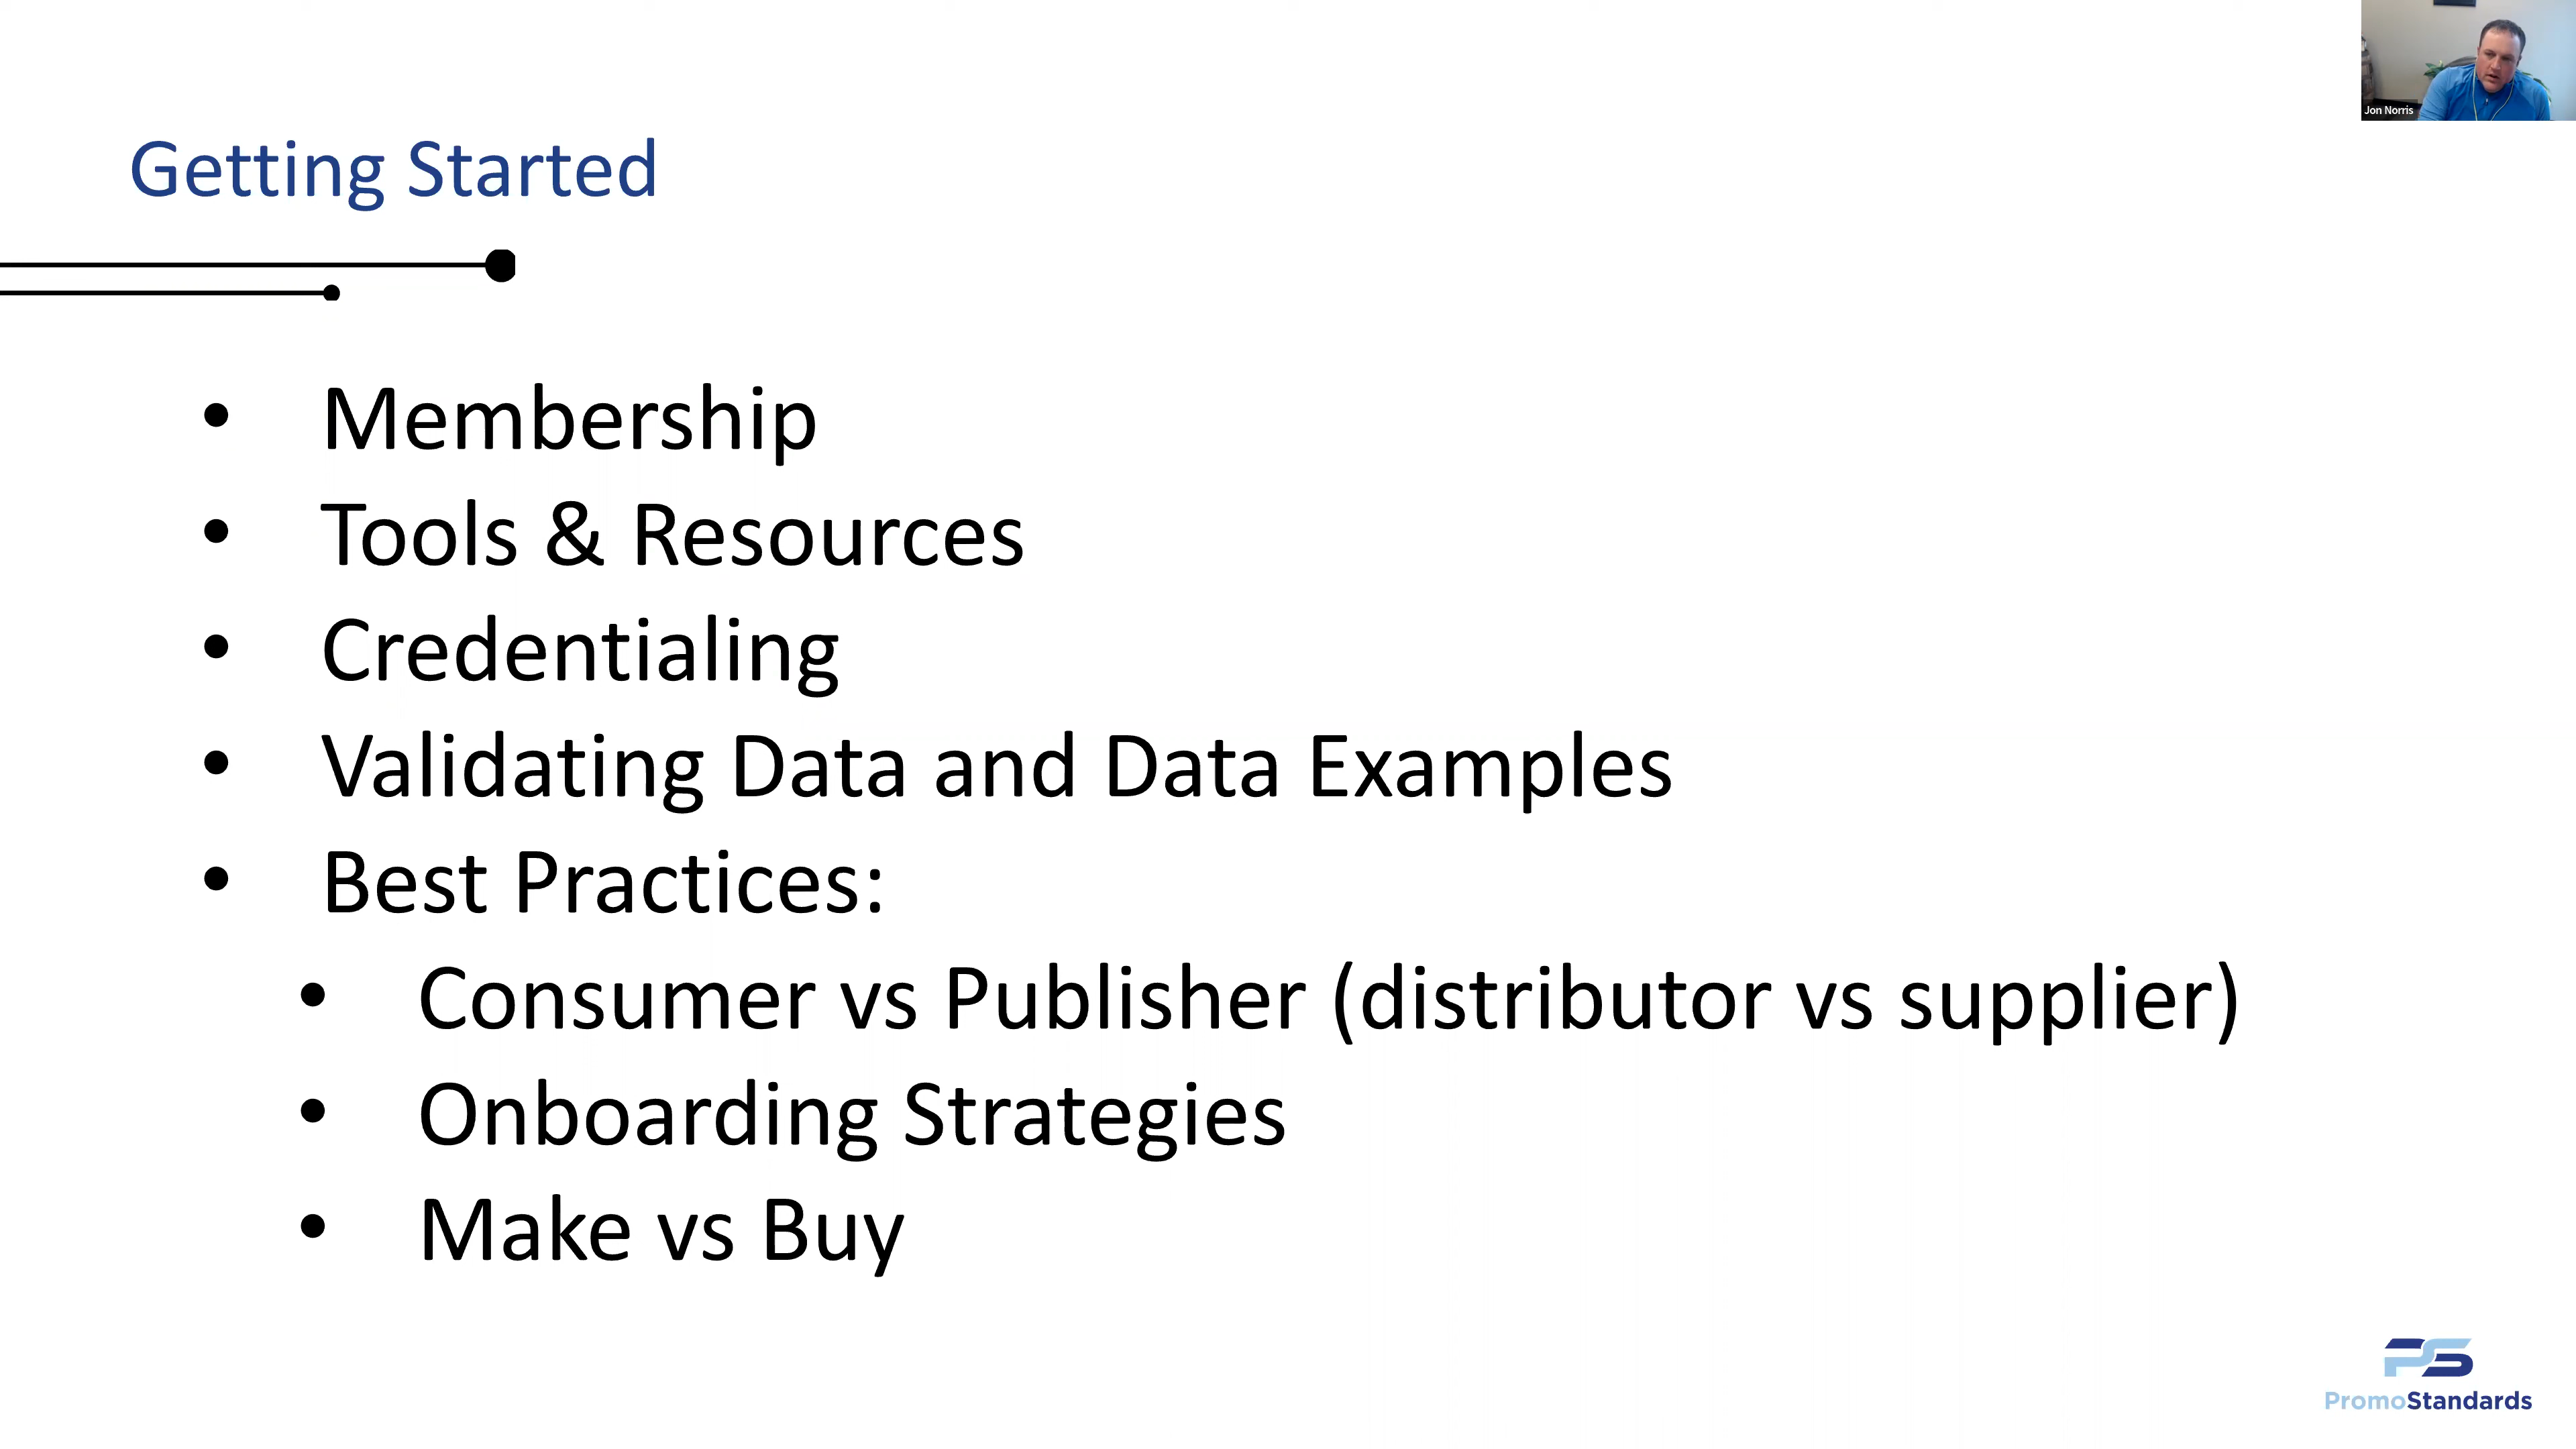 Jon Norris
Getting Started
• Membership
• Tools & Resources
• Credentialing
• Validating Data and Data Examples
• Best Practices:
• Consumer vs Publisher (distributor vs supplier)
• Onboarding Strategies
• Make vs Buy
PS
PromoStandards